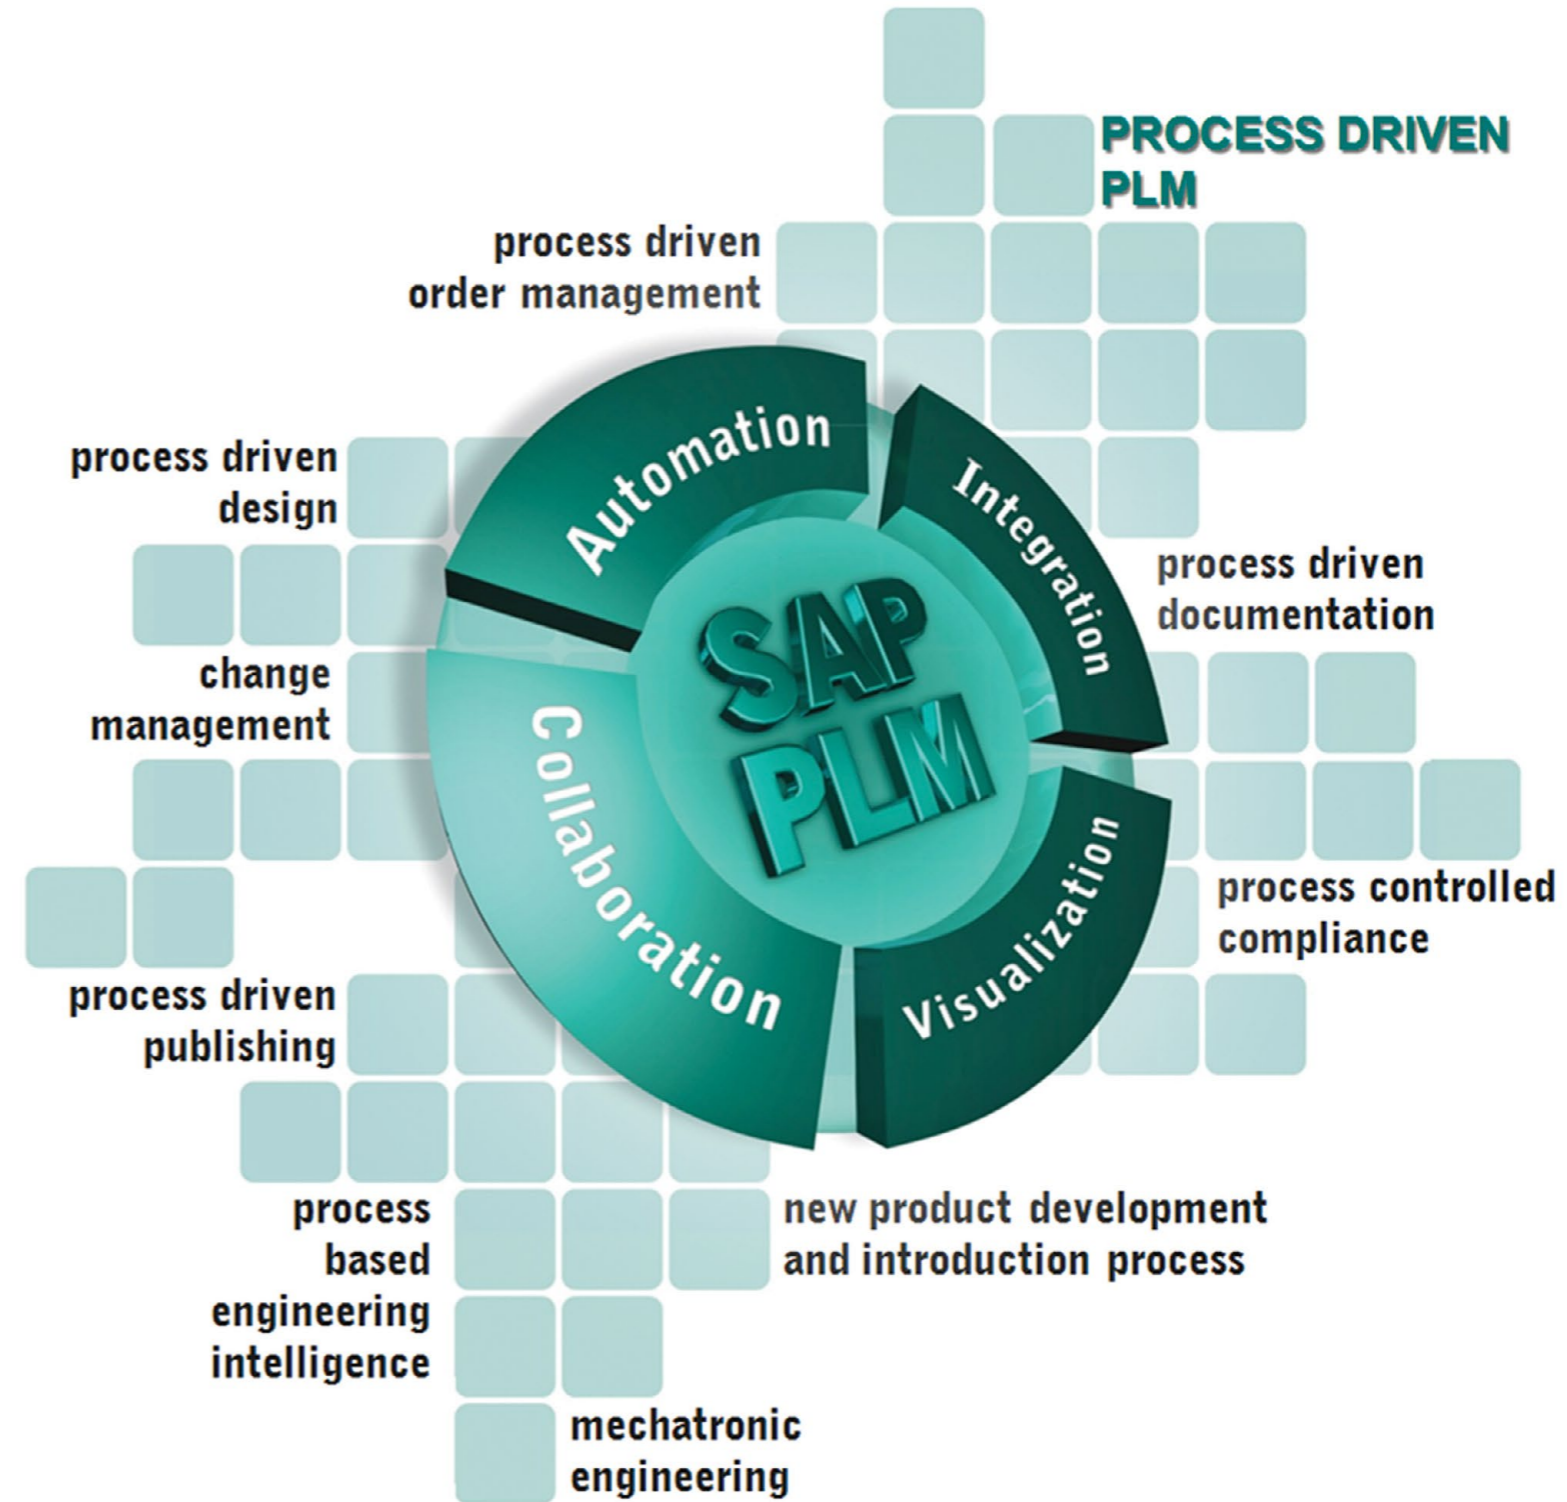 PROCESS DRIVEN
PLM
process driven
order management
process driven
design
Automation
Integration
process driven
documentation
SAP
PLM
change
management
Collaboration
Visualization
process controlled
compliance
process driven
publishing
process
based
engineering
intelligence
new product development
and introduction process
mechatronic
engineering